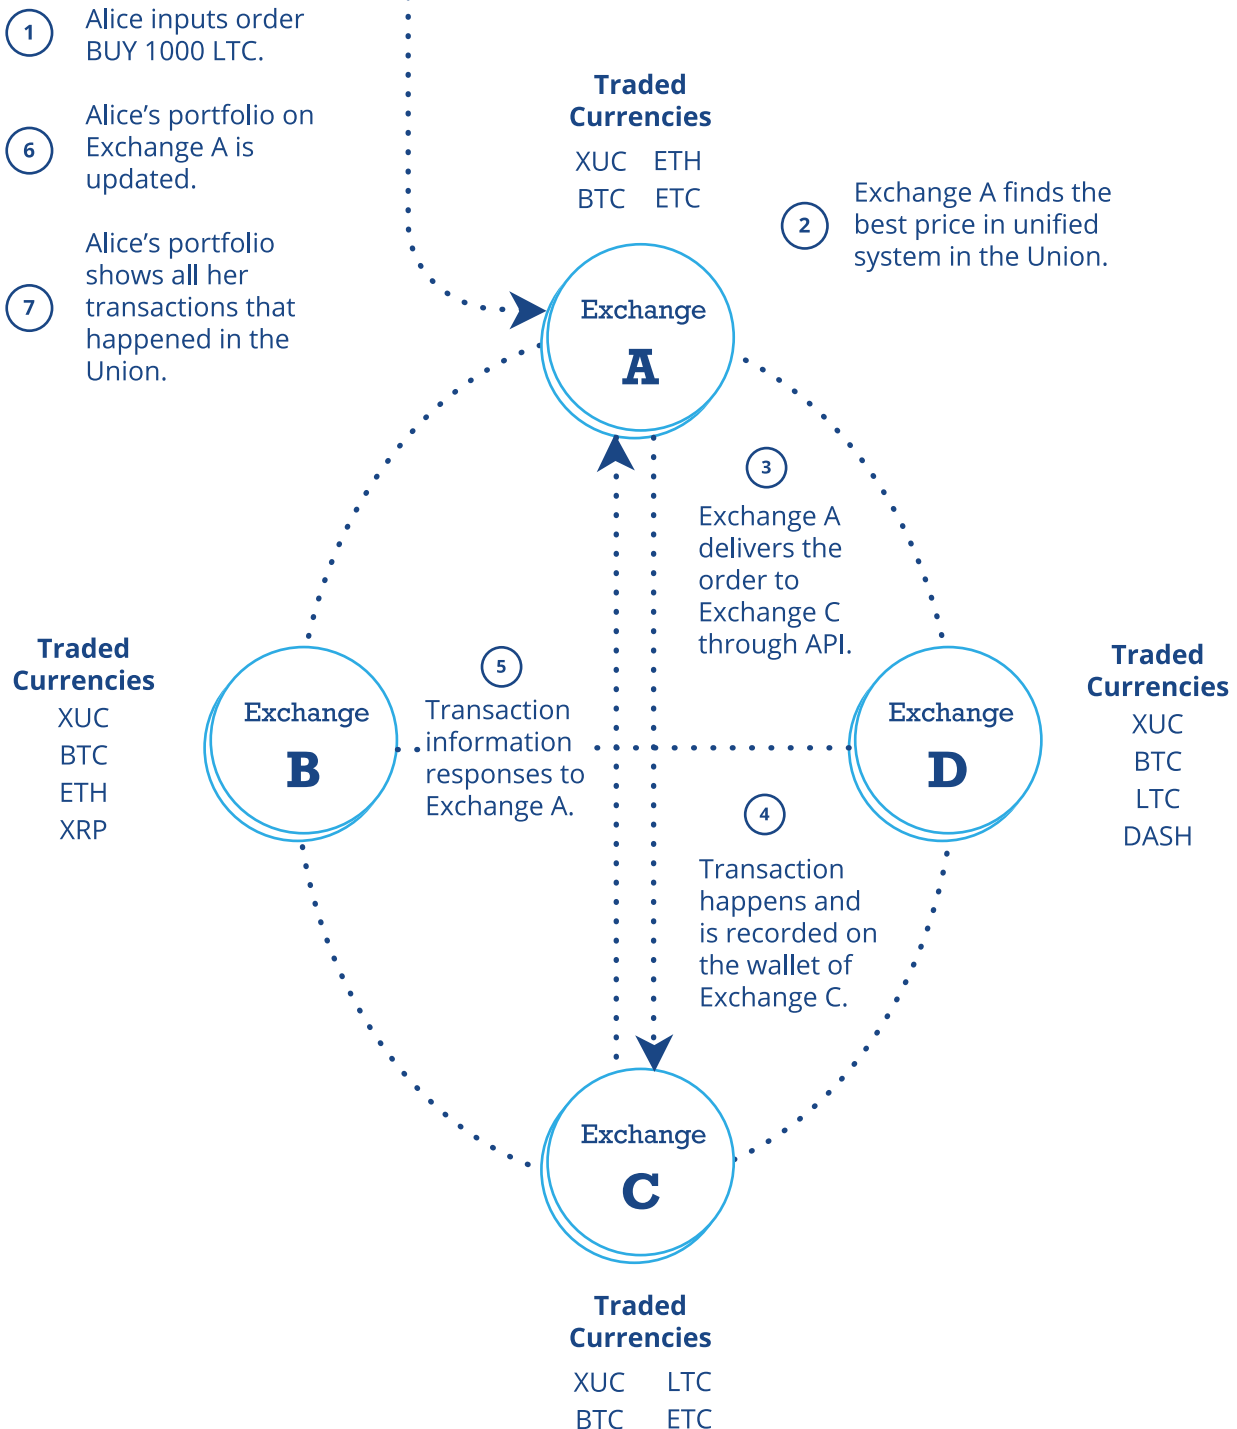 1
Alice inputs order
BUY 1000 LTC.
6
Alice’s portfolio on
Exchange A is
updated.
7
Alice’s portfolio
shows all her
transactions that
happened in the
Union.
Traded
Currencies
XUC ETH
BTC ETC
2
Exchange A finds the
best price in unified
system in the Union.
Exchange
A
3
Exchange A
delivers the
order to
Exchange C
through API.
Traded
Currencies
XUC
BTC
ETH
XRP
Exchange
B
5
Transaction
information
responses to
Exchange A.
Exchange
D
Traded
Currencies
XUC
BTC
LTC
DASH
4
Transaction
happens and
is recorded on
the wallet of
Exchange C.
Exchange
C
Traded
Currencies
XUC LTC
BTC ETC